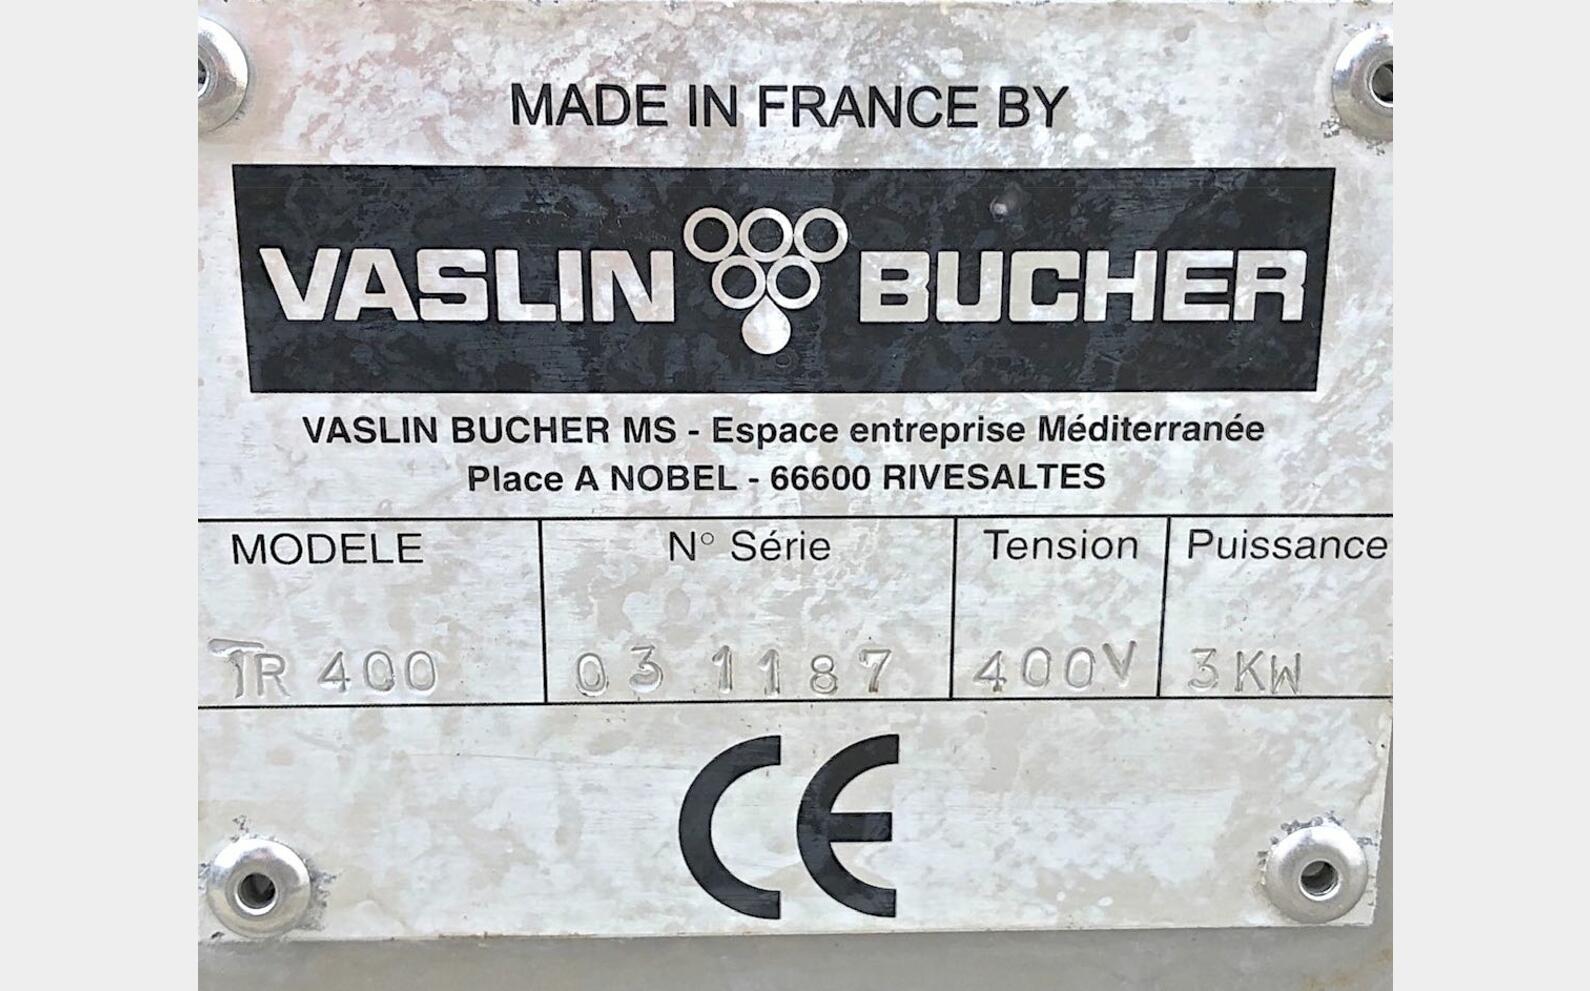 MADE IN FRANCE BY
VASLIN BUCHER
VASLIN BUCHER MS - Espace entreprise Méditerranée
Place A NOBEL - 66600 RIVESALTES
MODELE N° Série Tension Puissance
TR 400 03 1187 400V 3KW
CE